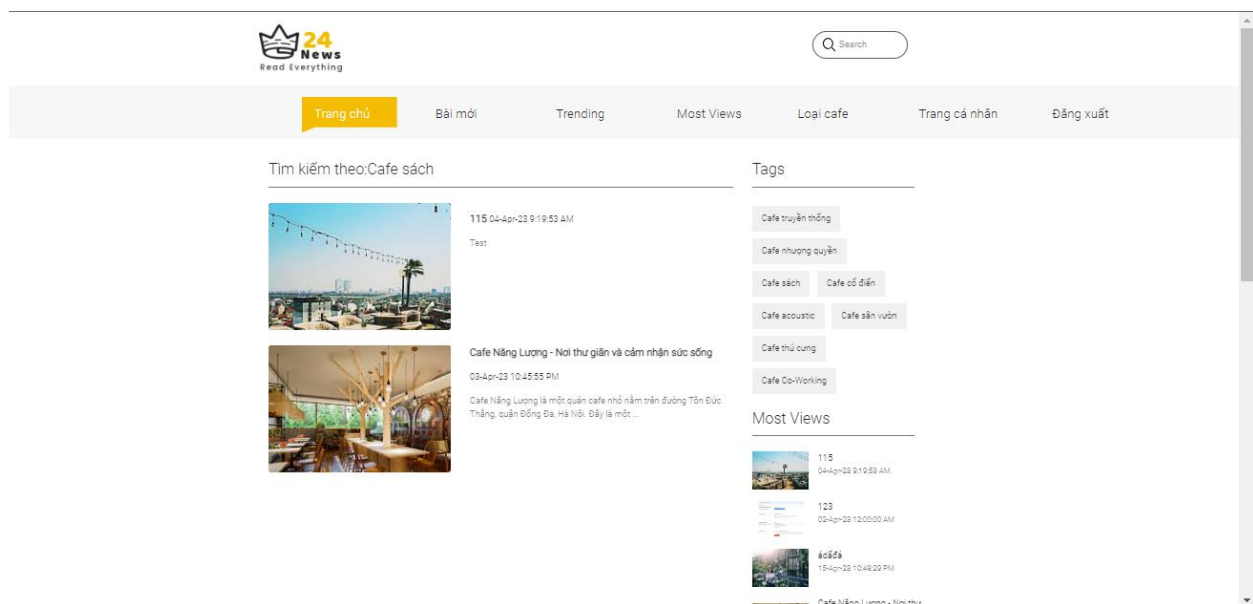 24
News
Read Everything
Search
Trang chủ
Bài mới
Trending
Most Views
Loại cafe
Trang cá nhân
Đăng xuất
Tìm kiếm theo:Cafe sách
115 04-Apr-23 9:19:53 AM
Test
Cafe Năng Lượng - Nơi thư giãn và cảm nhận sức sống
03-Apr-23 10:45:55 PM
Cafe Năng Lượng là một quán cafe nhỏ nằm trên đường Tôn Đức
Thắng, quận Đống Đa, Hà Nội. Đây là một ...
Tags
Cafe truyền thống
Cafe nhượng quyền
Cafe sách
Cafe cổ điển
Cafe acoustic
Cafe sân vườn
Cafe thú cưng
Cafe Co-Working
Most Views
115
04-Apr-23 9:19:53 AM
123
02-Apr-23 12:00:00 AM
15-Apr-23 10:48:29 PM
Cafe Năng Lượng - Nơi thư